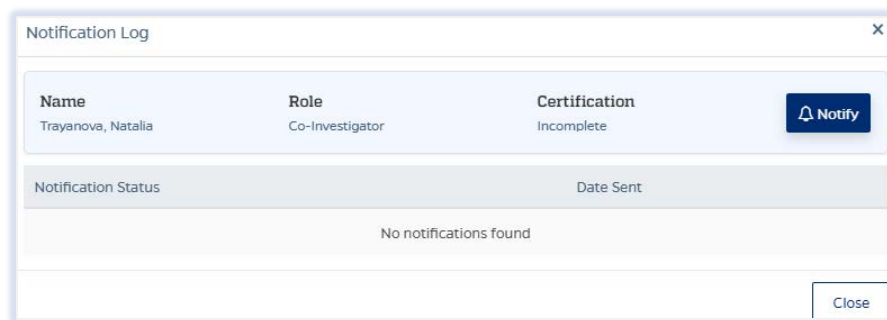 Notification Log
Name Role Certification
Trayanova, Natalia Co-Investigator Incomplete
Notify
Notification Status Date Sent
No notifications found
Close